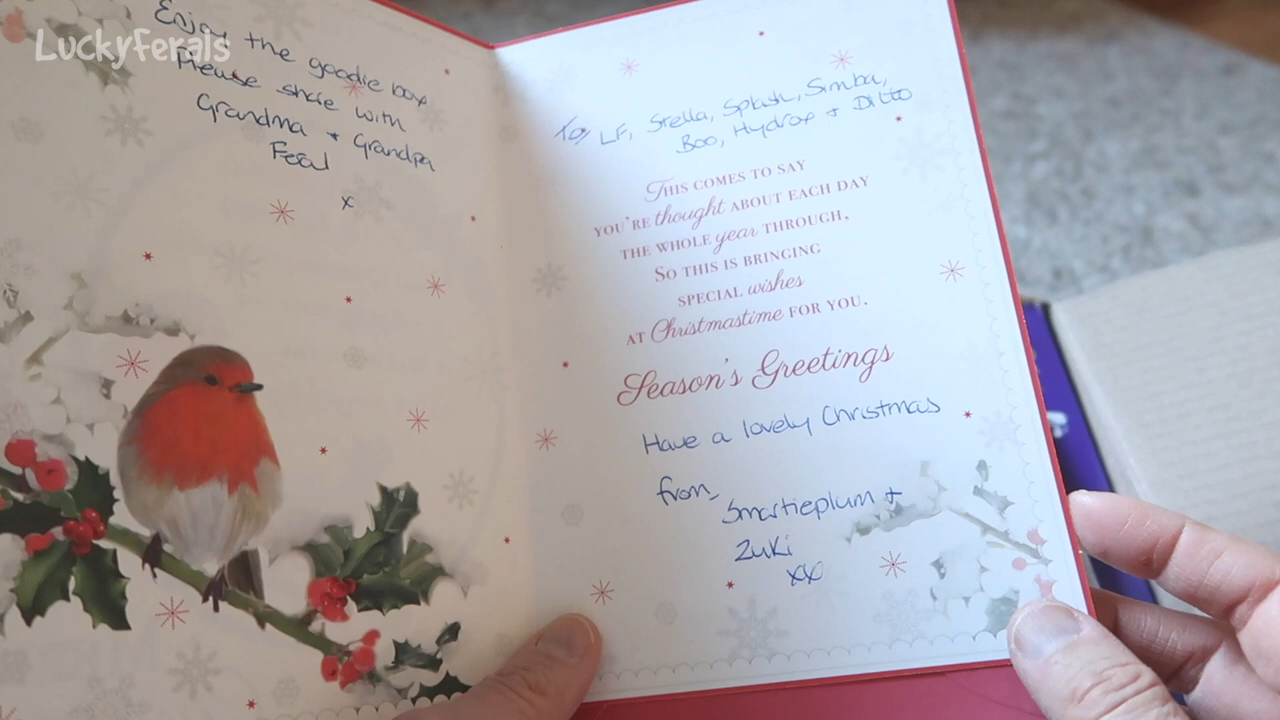 LuckyFerals
Enjoy the goodie box
Please share with
Grandma + Grandpa
Feral
x
To, LF, Stella, Splash, Simba,
Boo, Hydrox + Ditto
THIS COMES TO SAY
YOU'RE thought ABOUT EACH DAY
THE WHOLE year THROUGH,
SO THIS IS BRINGING
SPECIAL wishes
AT Christmastime FOR YOU.
Season's Greetings
Have a lovely Christmas
from,
Smartieplum +
Zuki
xx